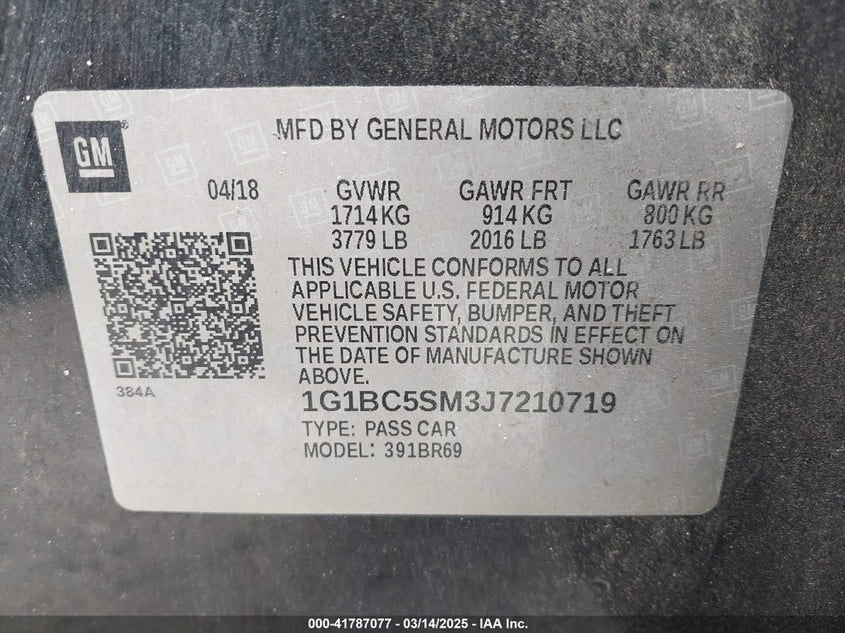 GM
MFD BY GENERAL MOTORS LLC
04/18 GVWR GAWR FRT GAWR RR
1714 KG 914 KG 800 KG
3779 LB 2016 LB 1763 LB
THIS VEHICLE CONFORMS TO ALL
APPLICABLE U.S. FEDERAL MOTOR
VEHICLE SAFETY, BUMPER, AND THEFT
PREVENTION STANDARDS IN EFFECT ON
THE DATE OF MANUFACTURE SHOWN
ABOVE.
384A
1G1BC5SM3J7210719
TYPE: PASS CAR
MODEL: 391BR69
000-41787077 - 03/14/2025 - IAA Inc.